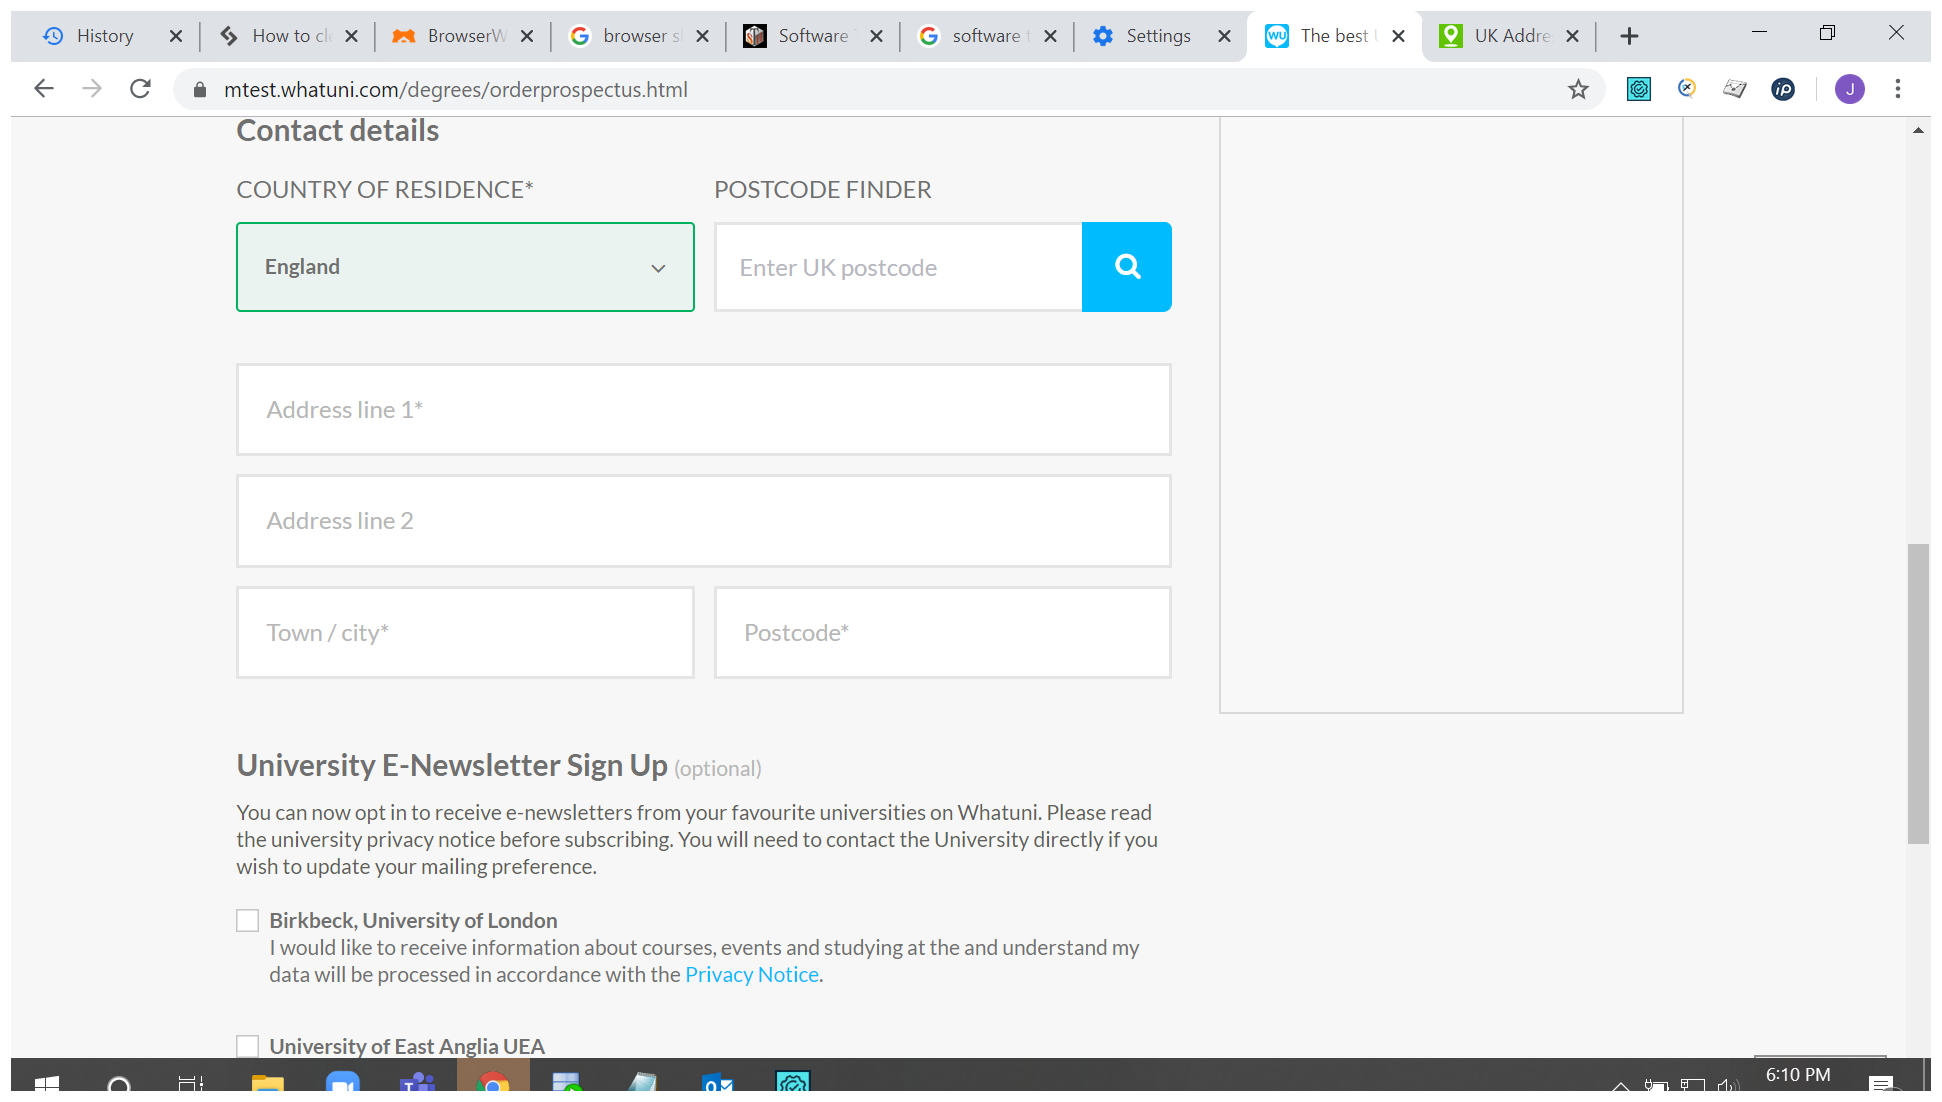 History
How to cl
BrowserW
browser s
Software
software t
Settings
The best
UK Addre
mtest.whatuni.com/degrees/orderprospectus.html
J
Contact details
COUNTRY OF RESIDENCE*
POSTCODE FINDER
England
Enter UK postcode
Address line 1*
Address line 2
Town / city*
Postcode*
University E-Newsletter Sign Up (optional)
You can now opt in to receive e-newsletters from your favourite universities on Whatuni. Please read
the university privacy notice before subscribing. You will need to contact the University directly if you
wish to update your mailing preference.
Birkbeck, University of London
I would like to receive information about courses, events and studying at the and understand my
data will be processed in accordance with the Privacy Notice.
University of East Anglia UEA
6:10 PM